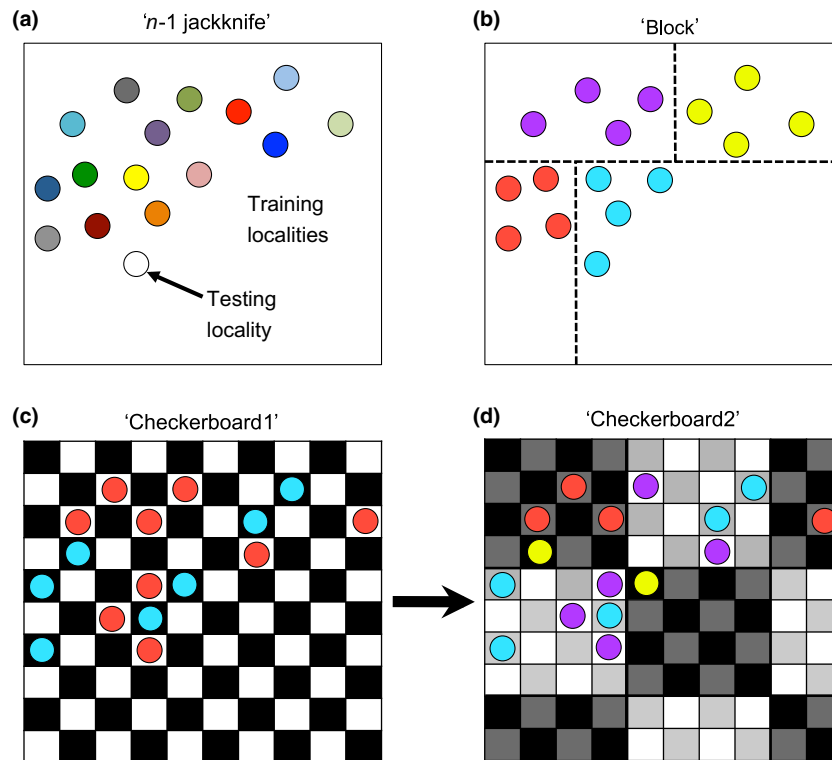 (a)
'n-1 jackknife'
Training
localities
Testing
locality
(b)
'Block'
(c)
'Checkerboard1'
(d)
'Checkerboard2'